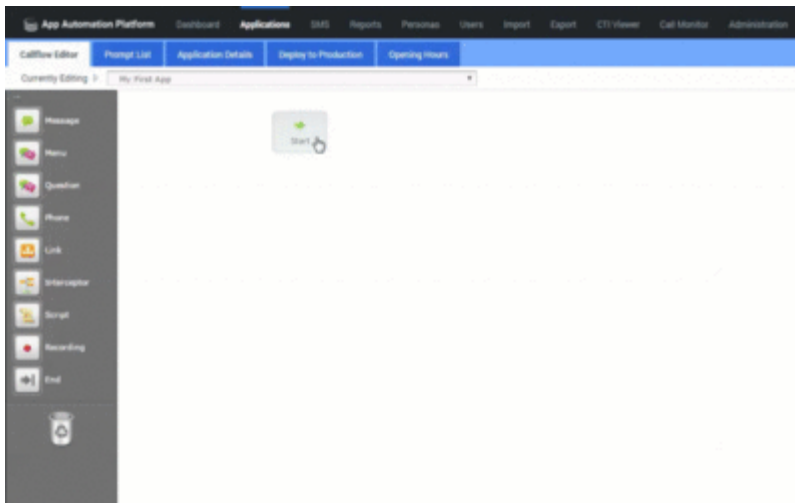 App Automation Platform Dashboard Applications SMS Reports Personas Users Import Export CTI Viewer Call Monitor Administration
Callflow Editor Prompt List Application Details Deploy to Production Opening Hours
Currently Editing My First App
Start
Message
Menu
Question
Phone
Link
Interceptor
Script
Recording
End